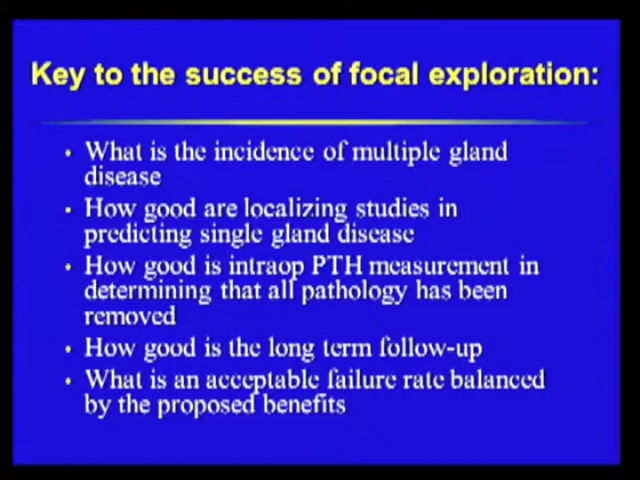 Key to the success of focal exploration:
• What is the incidence of multiple gland
disease
• How good are localizing studies in
predicting single gland disease
• How good is intraop PTH measurement in
determining that all pathology has been
removed
• How good is the long term follow-up
• What is an acceptable failure rate balanced
by the proposed benefits